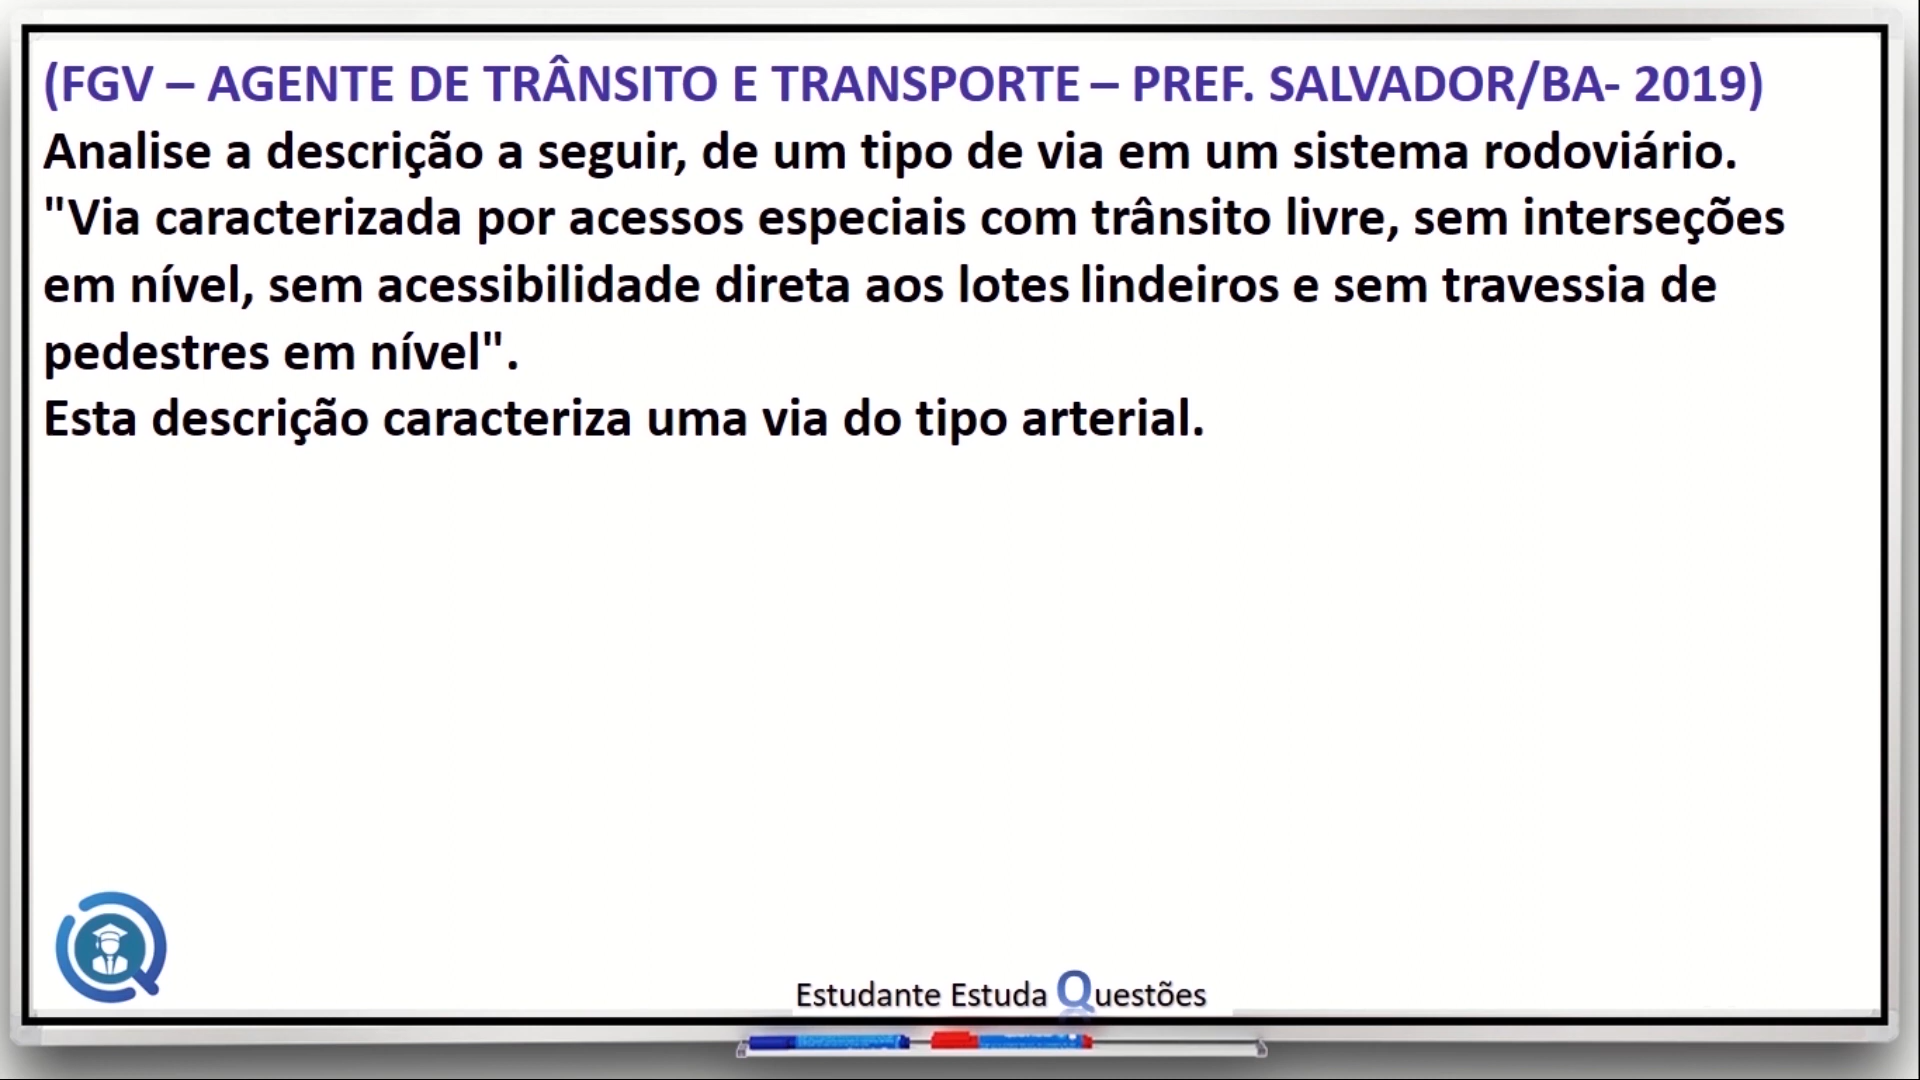 (FGV – AGENTE DE TRÂNSITO E TRANSPORTE – PREF. SALVADOR/BA- 2019)
Analise a descrição a seguir, de um tipo de via em um sistema rodoviário.
"Via caracterizada por acessos especiais com trânsito livre, sem interseções
em nível, sem acessibilidade direta aos lotes lindeiros e sem travessia de
pedestres em nível".
Esta descrição caracteriza uma via do tipo arterial.
Estudante Estuda Questões